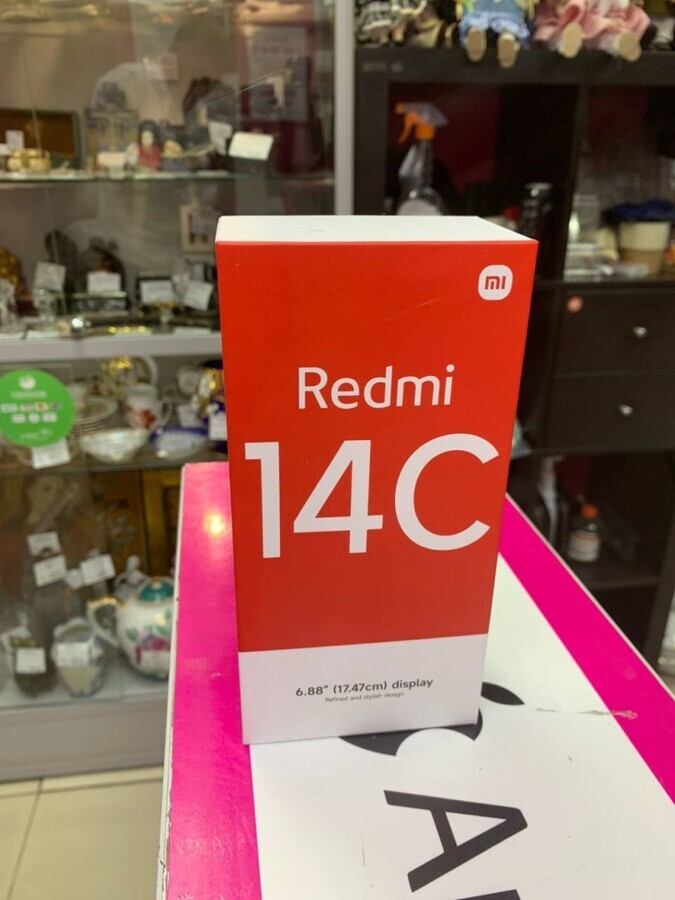 mi
Redmi
14C
6.88" (17.47cm) display
Refined and stylish design
A